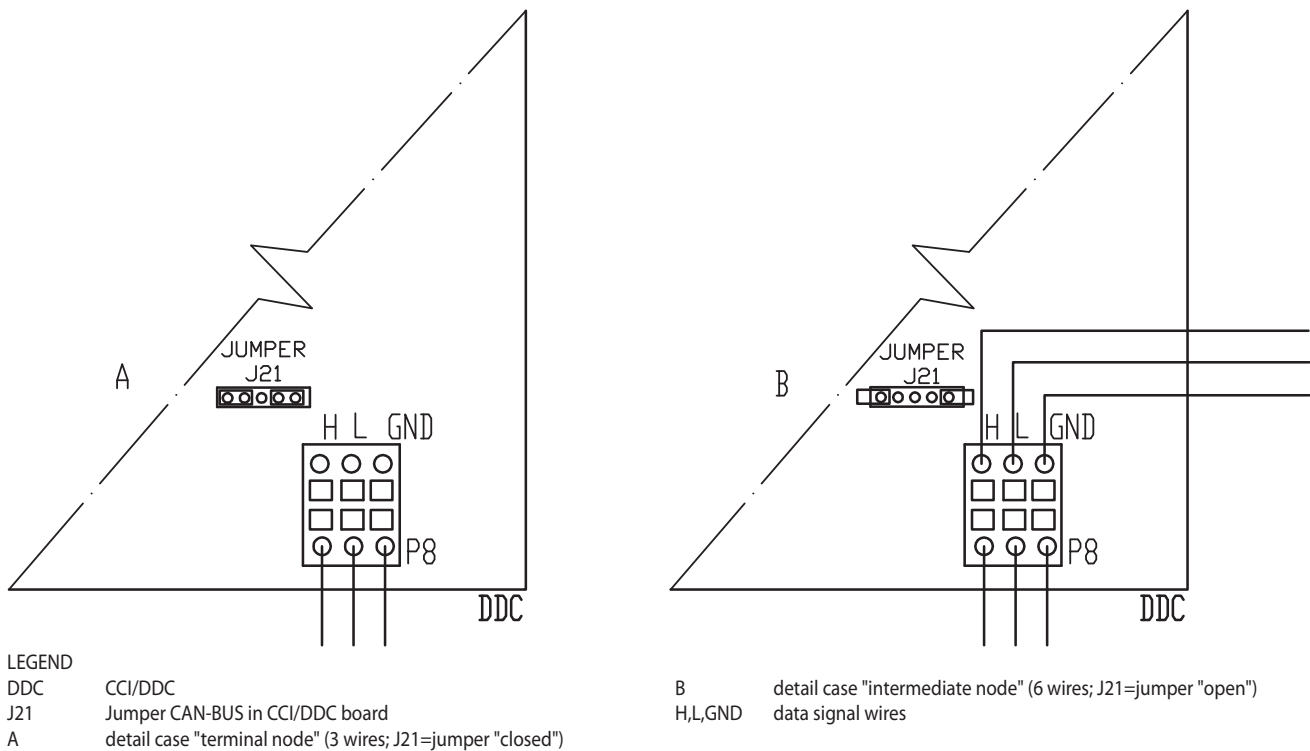 A
JUMPER
J21
H L GND
P8
DDC
B
JUMPER
J21
H L GND
P8
DDC
LEGEND
DDC CCI/DDC
J21 Jumper CAN-BUS in CCI/DDC board
A detail case "terminal node" (3 wires; J21=jumper "closed")
B detail case "intermediate node" (6 wires; J21=jumper "open")
H,L,GND data signal wires